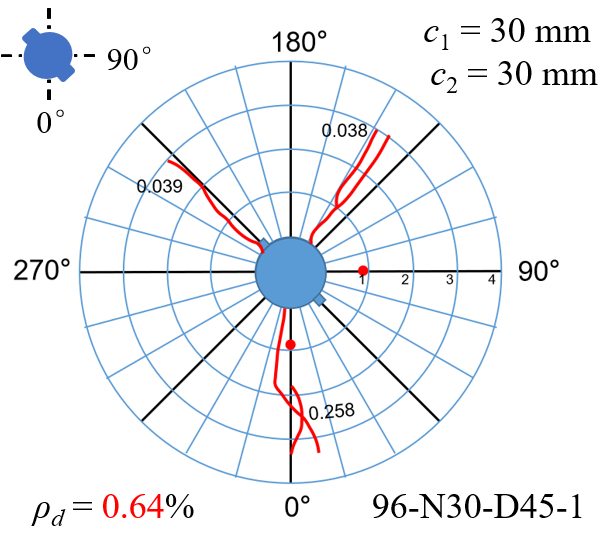 180°
c₁ = 30 mm
90°
c₂ = 30 mm
0°
0.038
0.039
270°
1 2 3 4
90°
0.258
ρd = 0.64%
0°
96-N30-D45-1